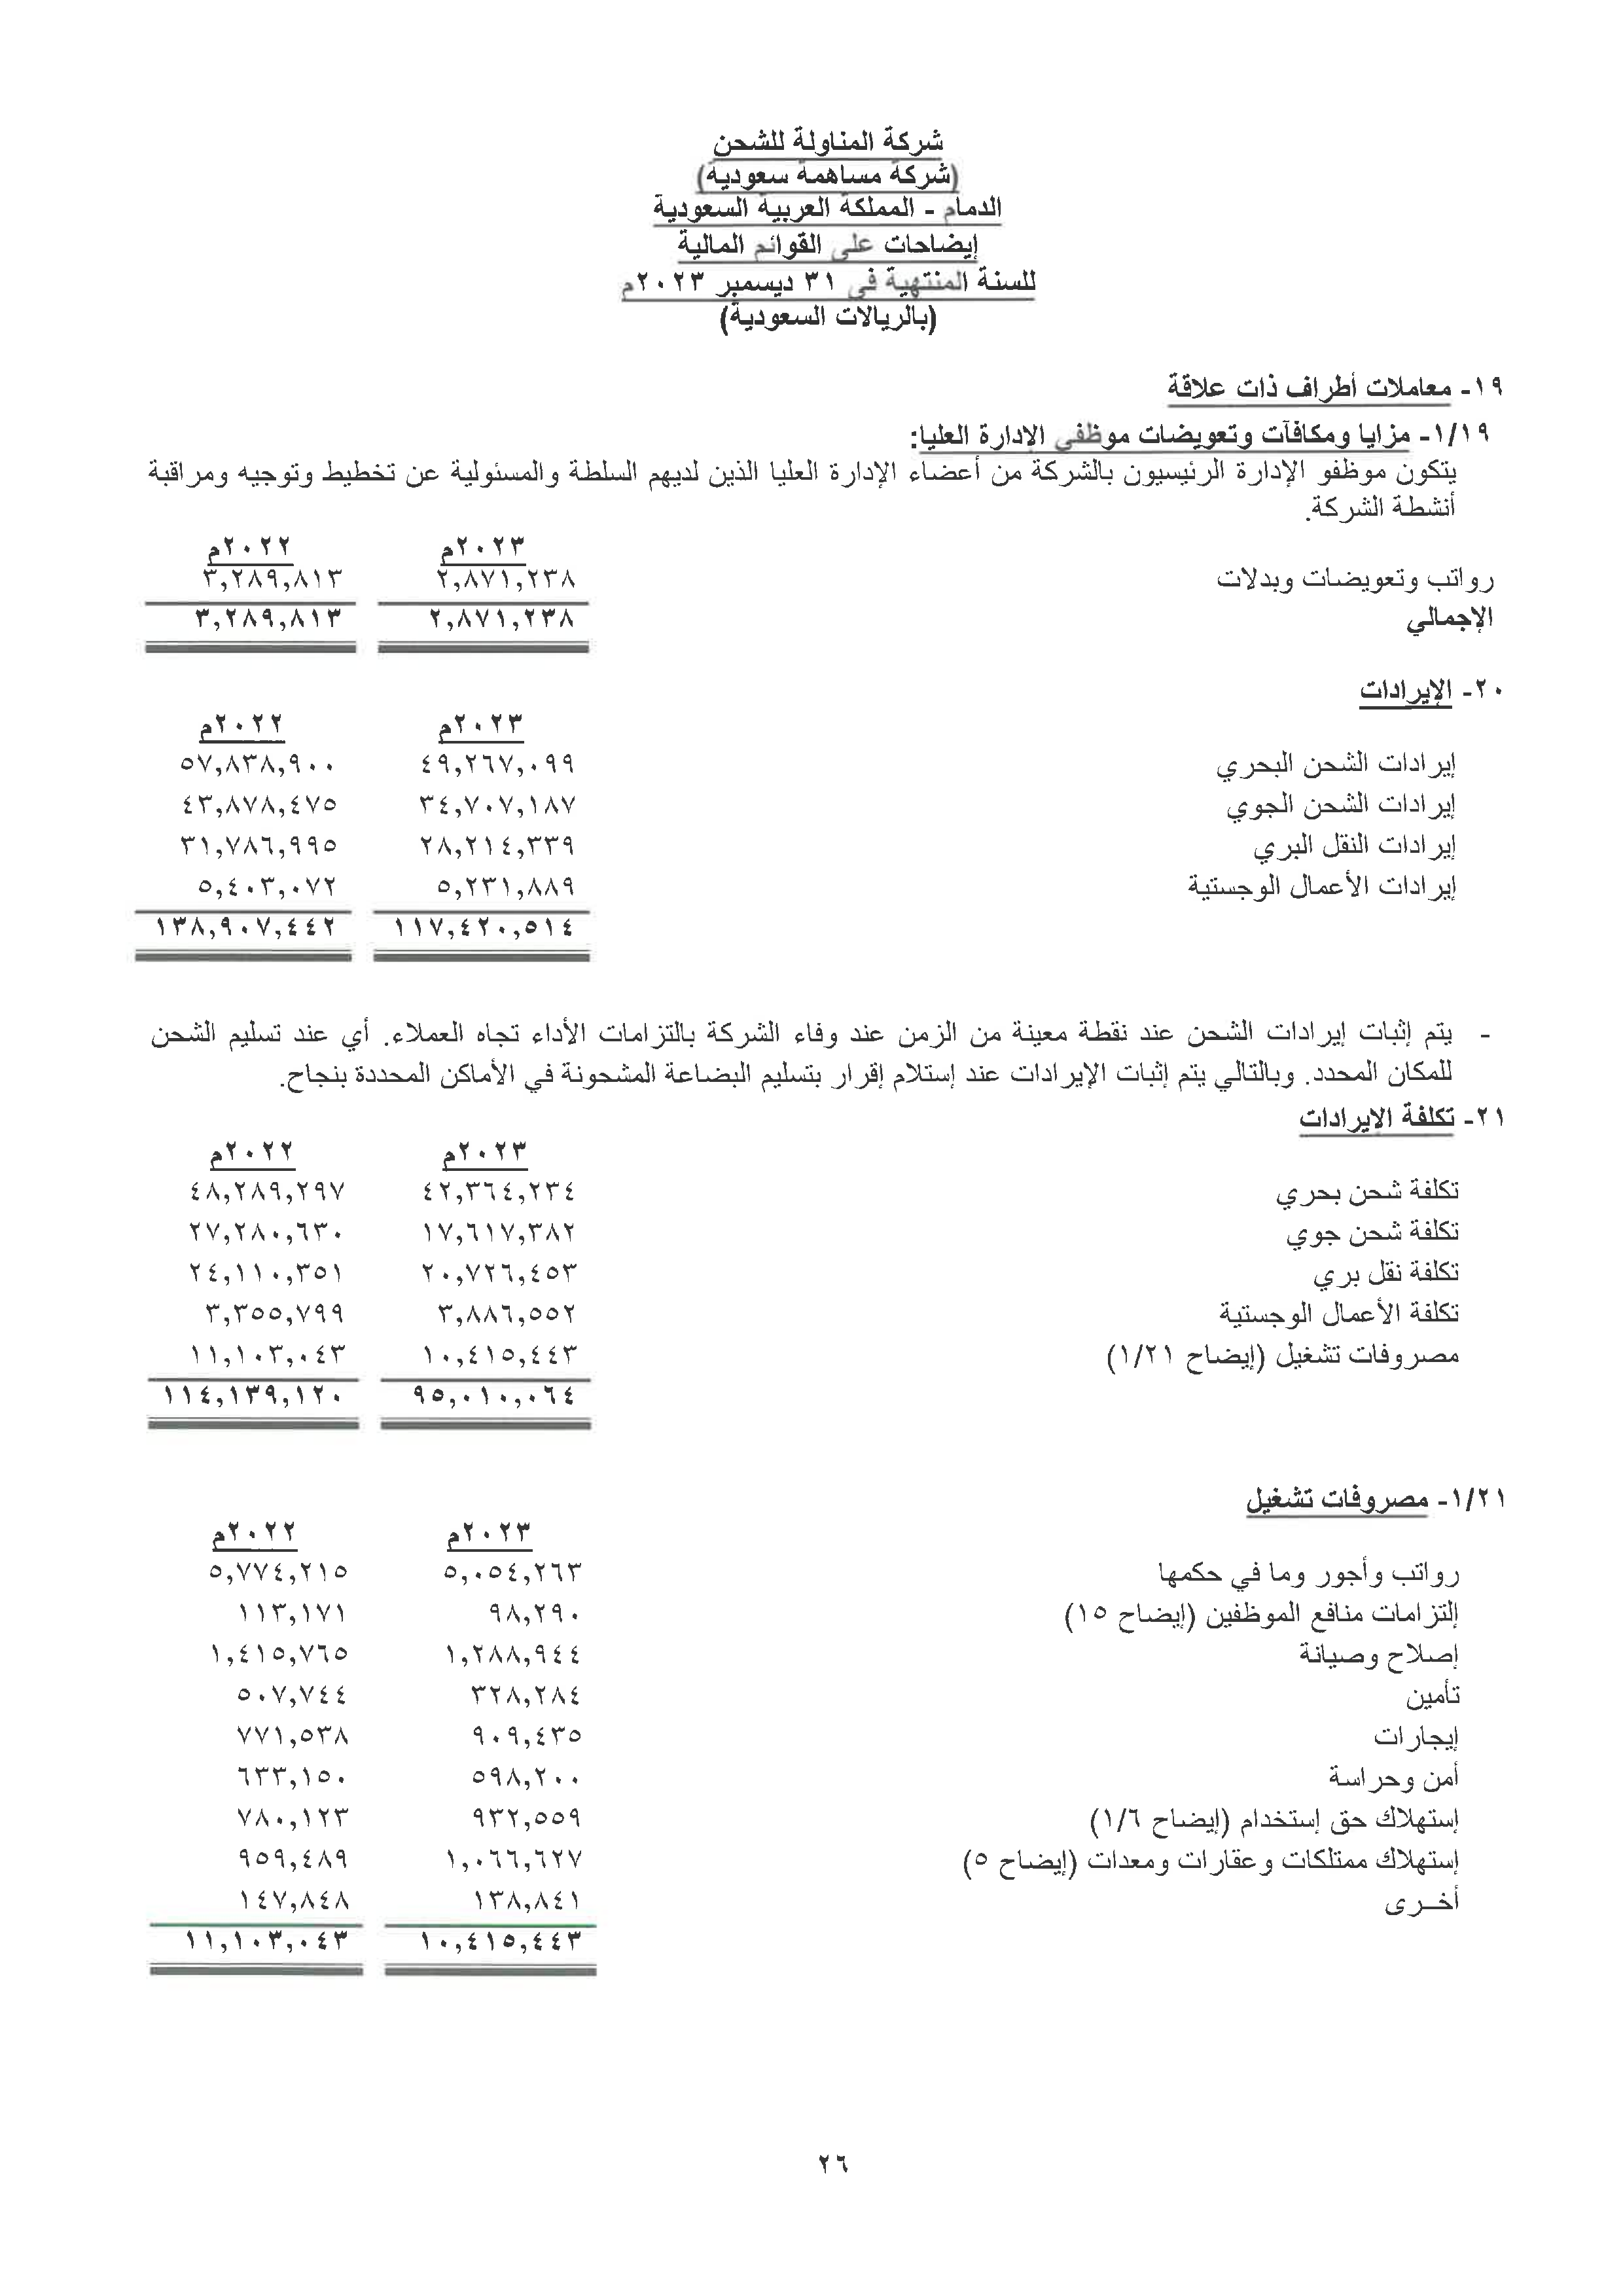 شركة المناولة للشحن
(شركة مساهمة سعودية)
الدمام - المملكة العربية السعودية
إيضاحات على القوائم المالية
للسنة المنتهية في ٣١ ديسمبر ٢٠٢٣م
(بالريالات السعودية)
١٩- معاملات أطراف ذات علاقة
١/١٩- مزايا ومكافآت وتعويضات موظفي الإدارة العليا:
يتكون موظفو الإدارة الرئيسيون بالشركة من أعضاء الإدارة العليا الذين لديهم السلطة والمسئولية عن تخطيط وتوجيه ومراقبة
أنشطة الشركة.
٢٠٢٣م ٢٠٢٢م
رواتب وتعويضات وبدلات ٢,٨٧١,٢٣٨ ٣,٢٨٩,٨١٣
الإجمالي ٢,٨٧١,٢٣٨ ٣,٢٨٩,٨١٣
٢٠- الإيرادات
٢٠٢٣م ٢٠٢٢م
إيرادات الشحن البحري ٤٩,٢٦٧,٠٩٩ ٥٧,٨٣٨,٩٠٠
إيرادات الشحن الجوي ٣٤,٧٠٧,١٨٧ ٤٣,٨٧٨,٤٧٥
إيرادات النقل البري ٢٨,٢١٤,٣٣٩ ٣١,٧٨٦,٩٩٥
إيرادات الأعمال الوجستية ٥,٢٣١,٨٨٩ ٥,٤٠٣,٠٧٢
١١٧,٤٢٠,٥١٤ ١٣٨,٩٠٧,٤٤٢
- يتم إثبات إيرادات الشحن عند نقطة معينة من الزمن عند وفاء الشركة بالتزامات الأداء تجاه العملاء. أي عند تسليم الشحن
للمكان المحدد. وبالتالي يتم إثبات الإيرادات عند إستلام إقرار بتسليم البضاعة المشحونة في الأماكن المحددة بنجاح.
٢١- تكلفة الإيرادات
٢٠٢٣م ٢٠٢٢م
تكلفة شحن بحري ٤٢,٣٦٤,٢٣٤ ٤٨,٢٨٩,٢٩٧
تكلفة شحن جوي ١٧,٦١٧,٣٨٢ ٢٧,٢٨٠,٦٣٠
تكلفة نقل بري ٢٠,٧٢٦,٤٥٣ ٢٤,١١٠,٣٥١
تكلفة الأعمال الوجستية ٣,٨٨٦,٥٥٢ ٣,٣٥٥,٧٩٩
مصروفات تشغيل (إيضاح ١/٢١) ١٠,٤١٥,٤٤٣ ١١,١٠٣,٠٤٣
٩٥,٠١٠,٠٦٤ ١١٤,١٣٩,١٢٠
١/٢١- مصروفات تشغيل
٢٠٢٣م ٢٠٢٢م
رواتب وأجور وما في حكمها ٥,٠٥٤,٢٦٣ ٥,٧٧٤,٢١٥
إلتزامات منافع الموظفين (إيضاح ١٥) ٩٨,٢٩٠ ١١٣,١٧١
إصلاح وصيانة ١,٢٨٨,٩٤٤ ١,٤١٥,٧٦٥
تأمين ٣٢٨,٢٨٤ ٥٠٧,٧٤٤
إيجارات ٩٠٩,٤٣٥ ٧٧١,٥٣٨
أمن وحراسة ٥٩٨,٢٠٠ ٦٣٣,١٥٠
إستهلاك حق إستخدام (إيضاح ١/٦) ٩٣٢,٥٥٩ ٧٨٠,١٢٣
إستهلاك ممتلكات وعقارات ومعدات (إيضاح ٥) ١,٠٦٦,٦٢٧ ٩٥٩,٤٨٩
أخـرى ١٣٨,٨٤١ ١٤٧,٨٤٨
١٠,٤١٥,٤٤٣ ١١,١٠٣,٠٤٣
٢٦